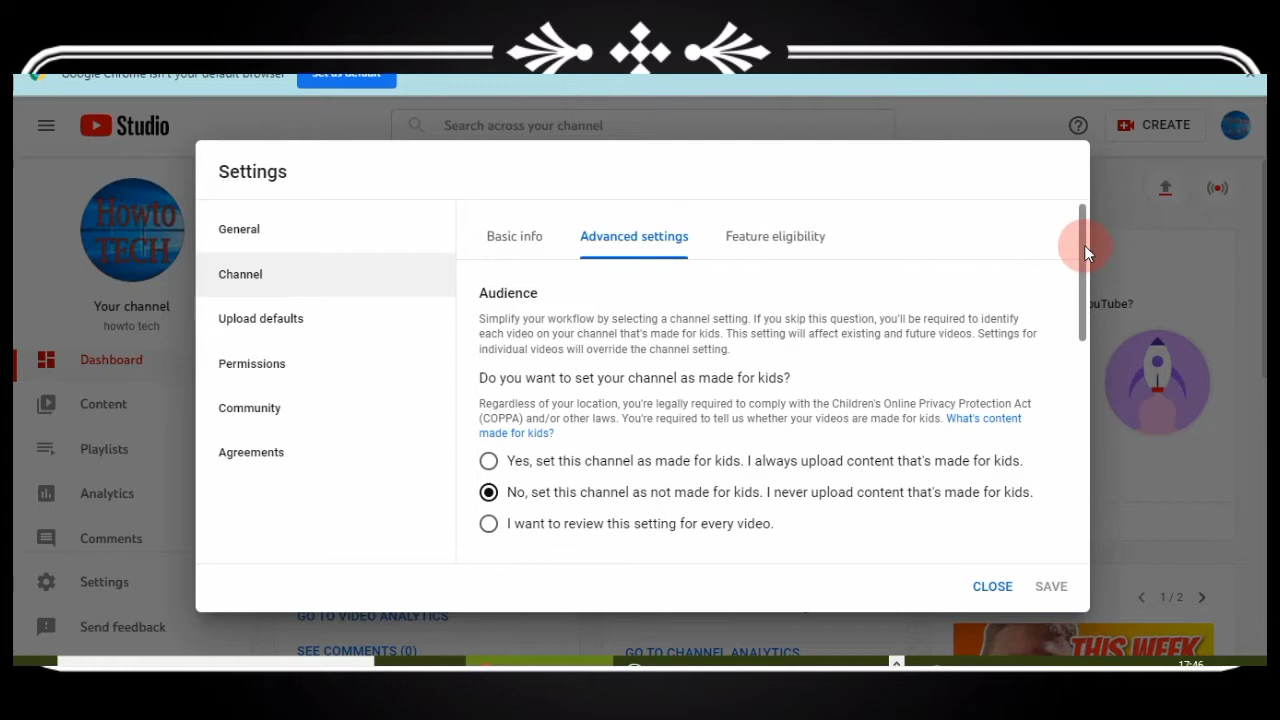 Google Chrome isn't your default browser
Set as default
Studio
Search across your channel
CREATE
Settings
Howto
TECH
General
Channel
Upload defaults
Permissions
Community
Agreements
Basic info
Advanced settings
Feature eligibility
Audience
Simplify your workflow by selecting a channel setting. If you skip this question, you'll be required to identify
each video on your channel that's made for kids. This setting will affect existing and future videos. Settings for
individual videos will override the channel setting.
Do you want to set your channel as made for kids?
Regardless of your location, you're legally required to comply with the Children's Online Privacy Protection Act
(COPPA) and/or other laws. You're required to tell us whether your videos are made for kids. What's content
made for kids?
Yes, set this channel as made for kids. I always upload content that's made for kids.
No, set this channel as not made for kids. I never upload content that's made for kids.
I want to review this setting for every video.
CLOSE
SAVE
Your channel
howto tech
Dashboard
Content
Playlists
Analytics
Comments
Settings
Send feedback
ouTube?
1 / 2
GO TO VIDEO ANALYTICS
SEE COMMENTS (0)
GO TO CHANNEL ANALYTICS
THIS WEEK
17:46